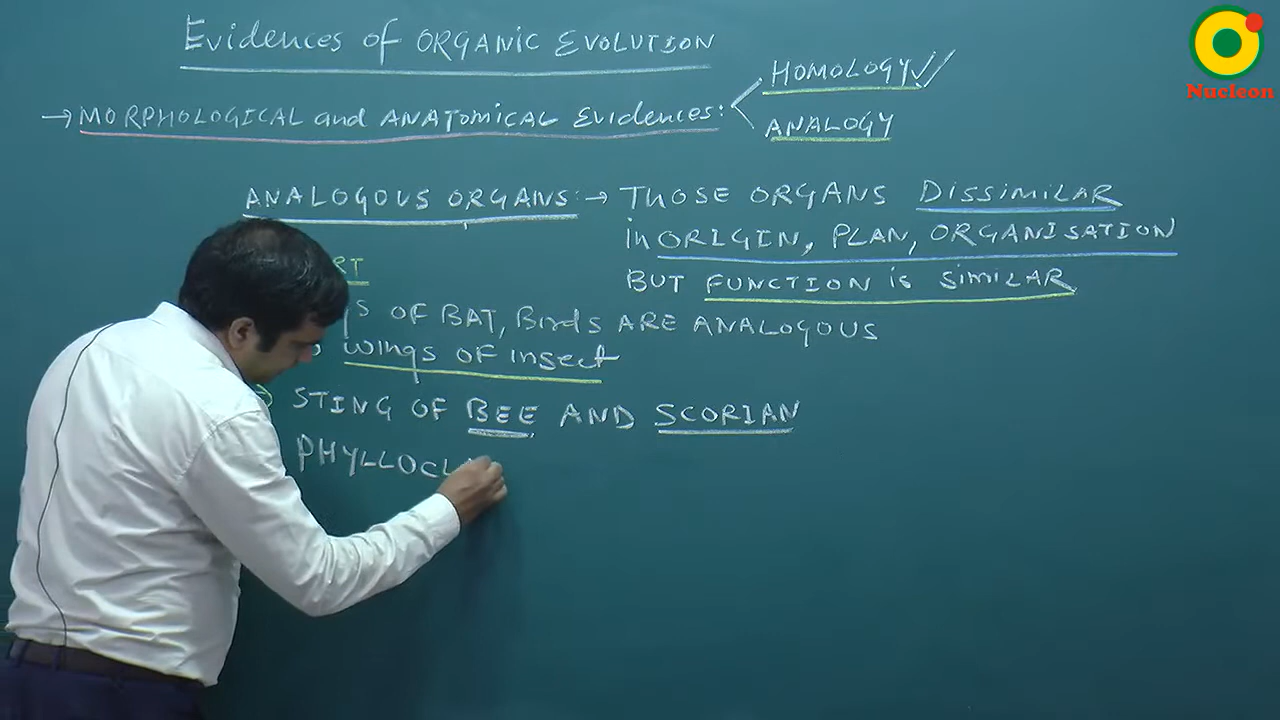 Evidences of ORGANIC EVOLUTION
Nucleon
→ MORPHOLOGICAL and ANATOMICAL Evidences:
HOMOLOGY ✓/
ANALOGY
ANALOGOUS ORGANS:→ THOSE ORGANS DISSIMILAR
in ORIGIN, PLAN, ORGANISATION
BUT FUNCTION is SIMILAR
OF BAT, Birds ARE ANALOGOUS
wings OF insect
STING OF BEE AND SCORIAN